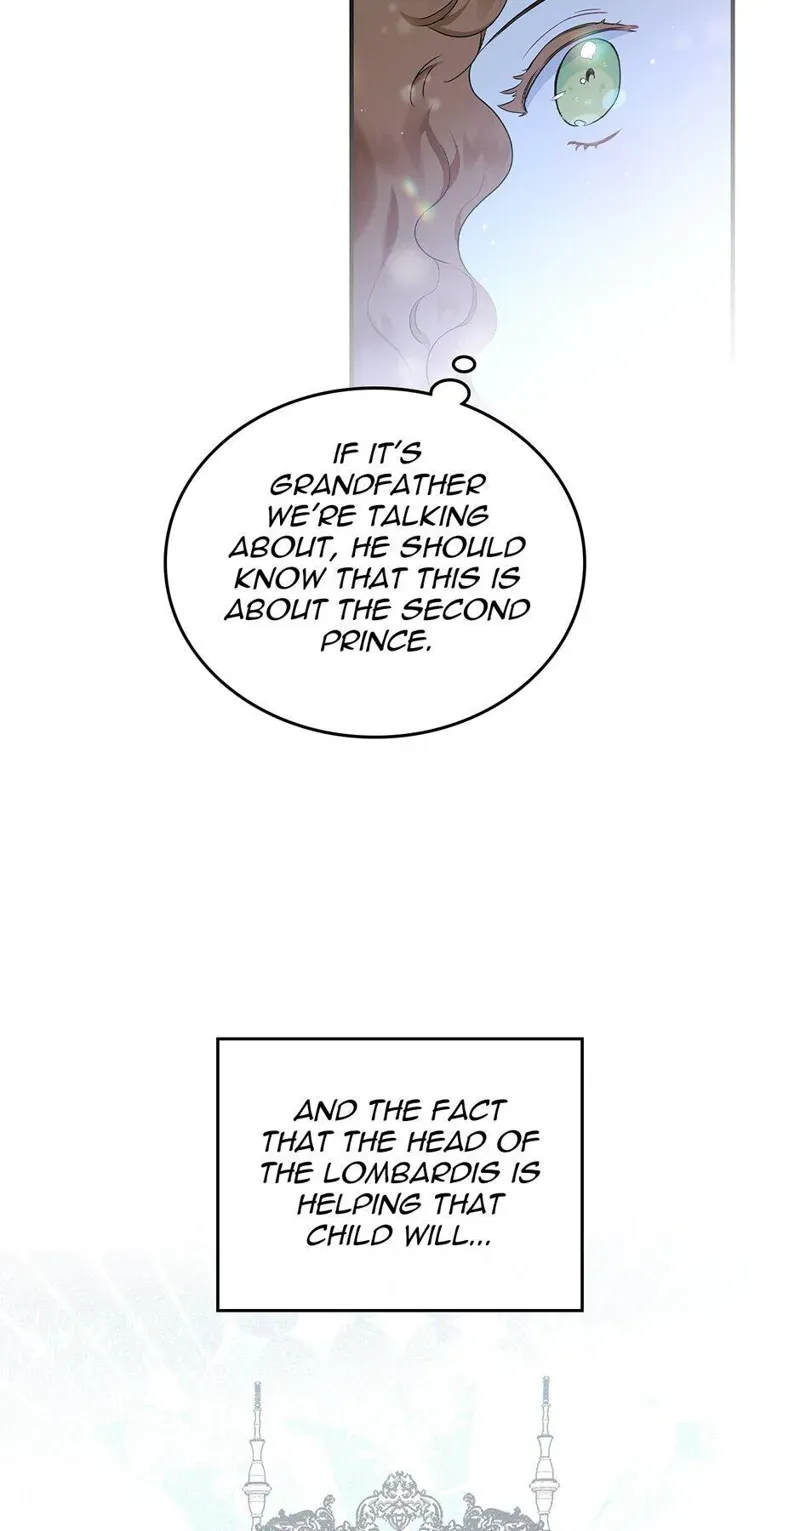 IF IT'S
GRANDFATHER
WE'RE TALKING
ABOUT, HE SHOULD
KNOW THAT THIS IS
ABOUT THE SECOND
PRINCE.
AND THE FACT
THAT THE HEAD OF
THE LOMBARDIS IS
HELPING THAT
CHILD WILL...